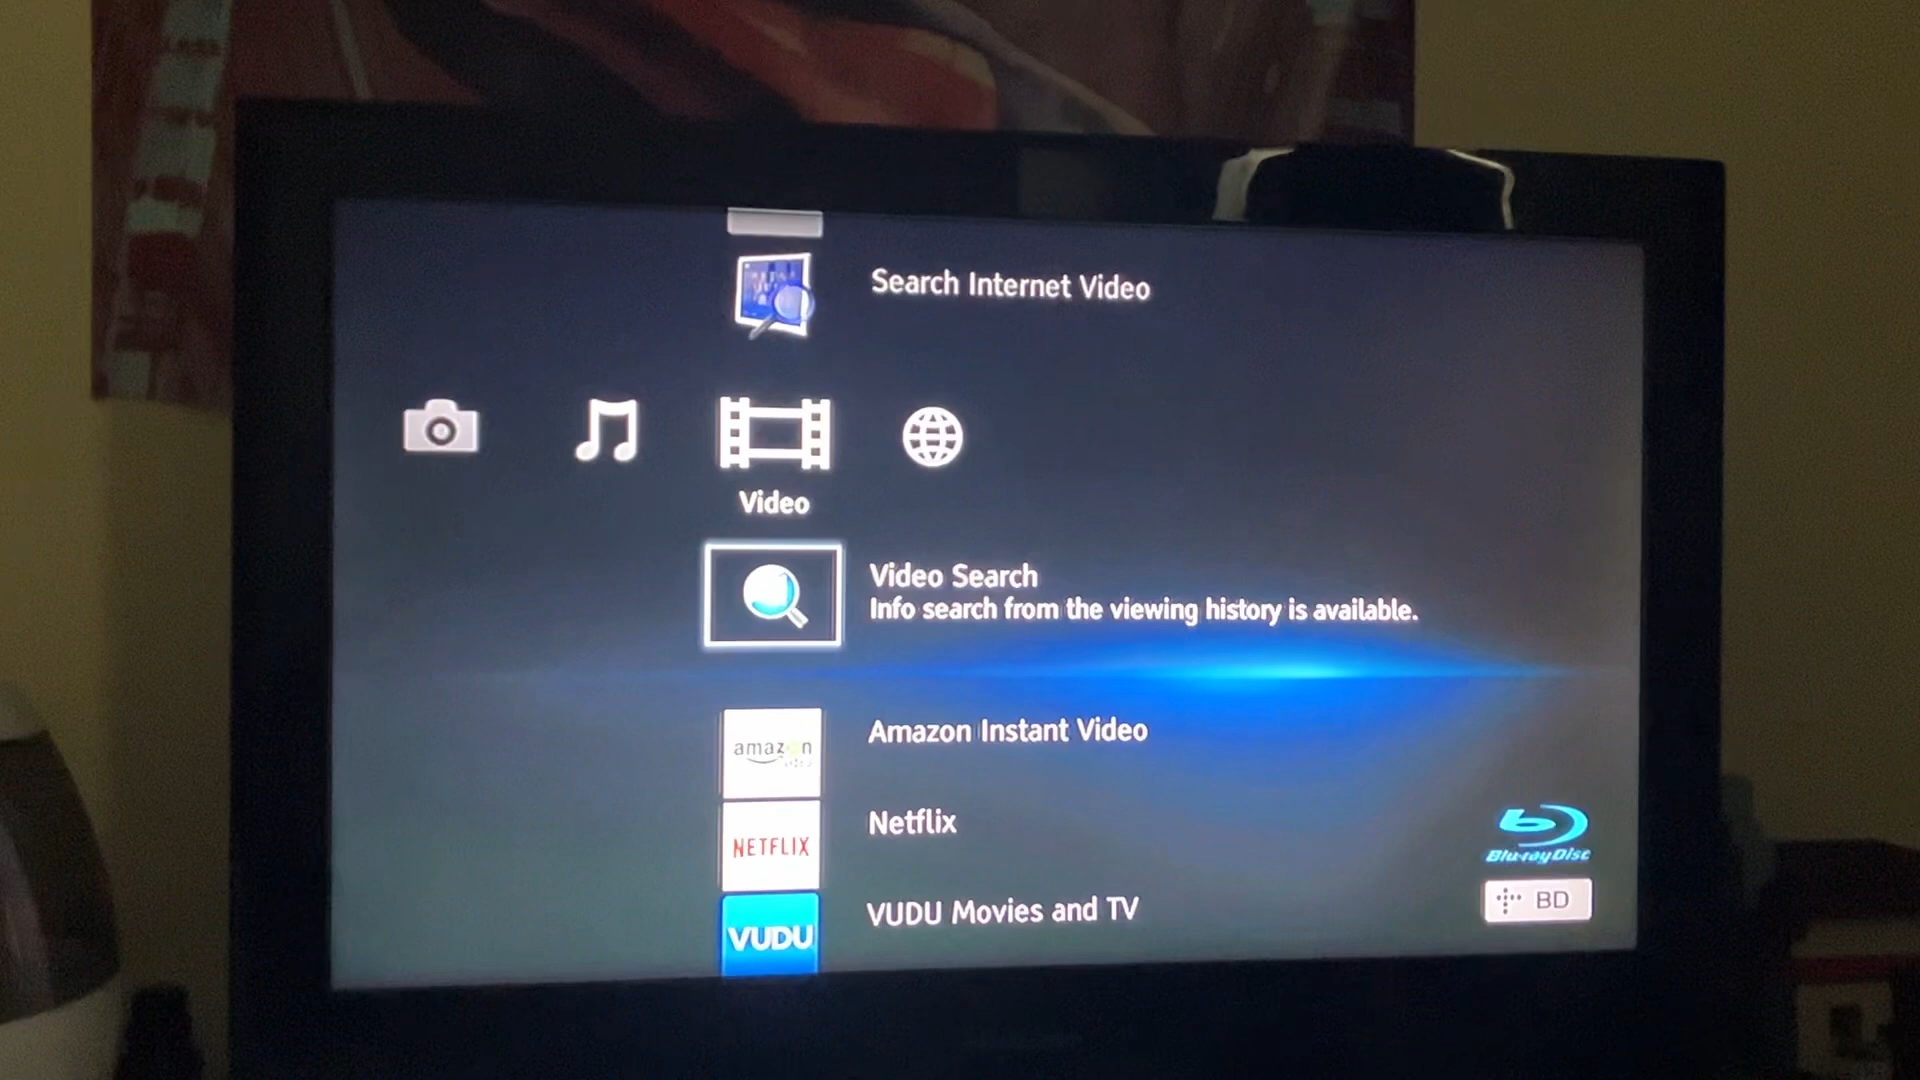 Search Internet Video
Video
Video Search
Info search from the viewing history is available.
amazon
video
Amazon Instant Video
NETFLIX
Netflix
VUDU
VUDU Movies and TV
Blu-ray Disc
BD